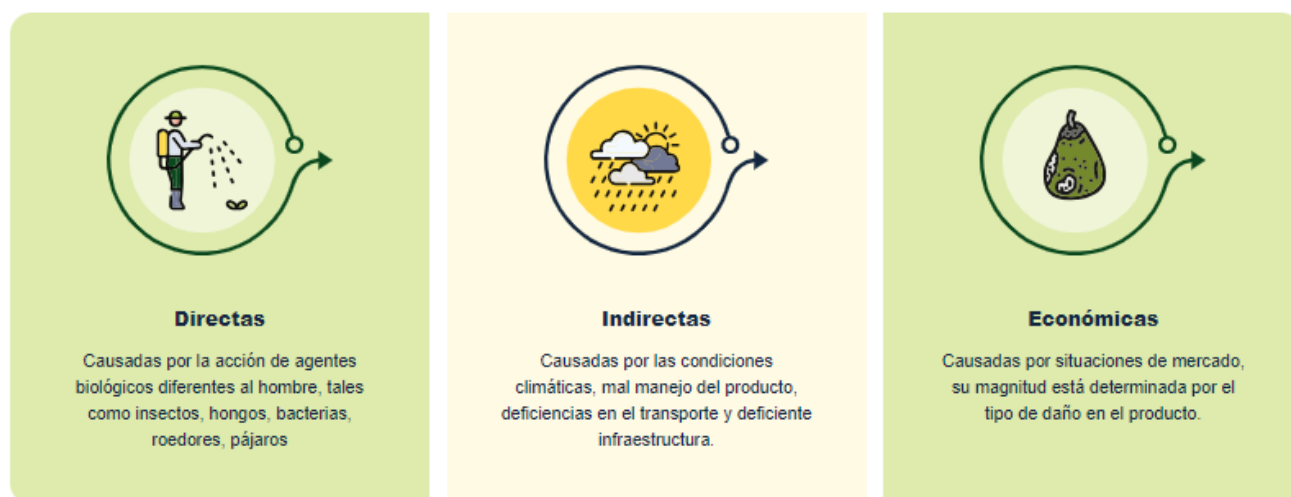 Directas
Causadas por la acción de agentes
biológicos diferentes al hombre, tales
como insectos, hongos, bacterias,
roedores, pájaros
Indirectas
Causadas por las condiciones
climáticas, mal manejo del producto,
deficiencias en el transporte y deficiente
infraestructura.
Económicas
Causadas por situaciones de mercado,
su magnitud está determinada por el
tipo de daño en el producto.